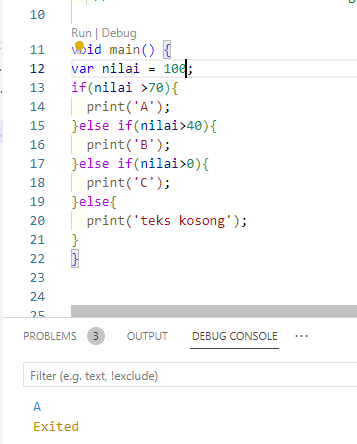 10
Run | Debug
11 void main() {
12 var nilai = 100;
13 if(nilai >70){
14 print('A');
15 }else if(nilai>40){
16 print('B');
17 }else if(nilai>0){
18 print('C');
19 }else{
20 print('teks kosong');
21 }
22 }
23
24
25
PROBLEMS 3 OUTPUT DEBUG CONSOLE ···
Filter (e.g. text, !exclude)
A
Exited